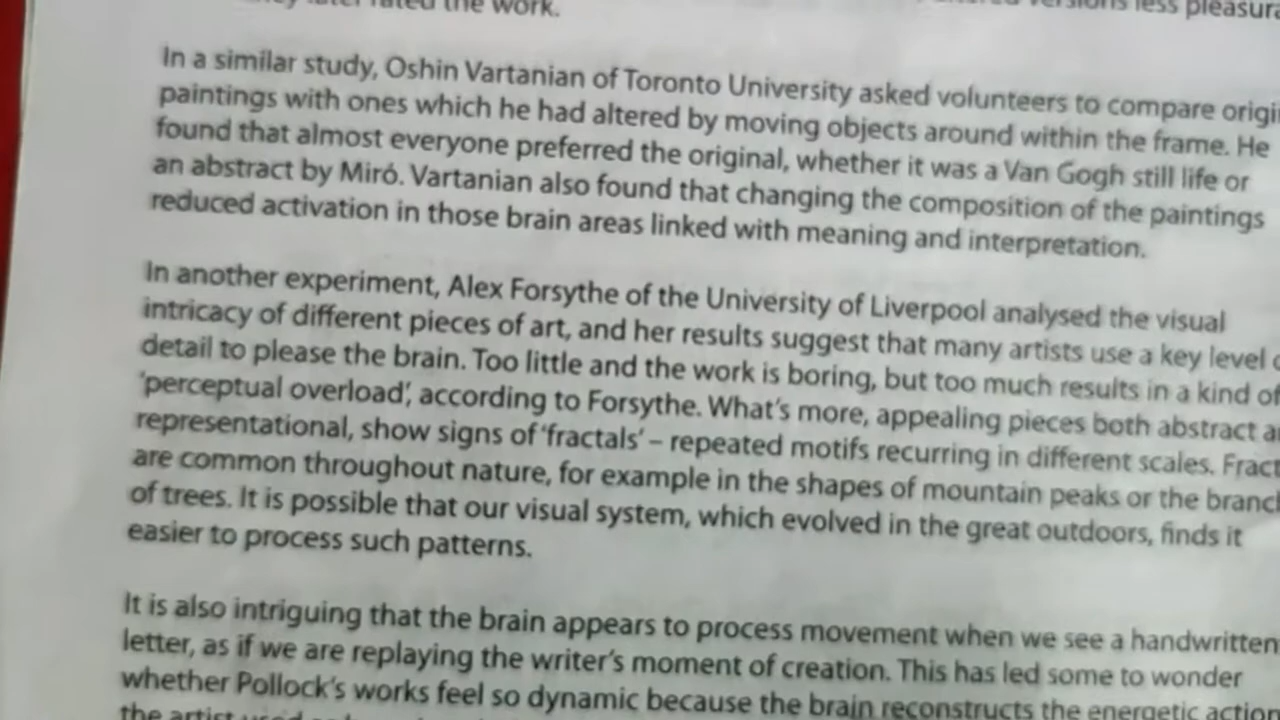 rated the work. versions less
In a similar study, Oshin Vartanian of Toronto University asked volunteers to compare
paintings with ones which he had altered by moving objects around within the frame. He
found that almost everyone preferred the original, whether it was a Van Gogh still life or
an abstract by Miró. Vartanian also found that changing the composition of the paintings
reduced activation in those brain areas linked with meaning and interpretation.
In another experiment, Alex Forsythe of the University of Liverpool analysed the visual
intricacy of different pieces of art, and her results suggest that many artists use a key level
detail to please the brain. Too little and the work is boring, but too much results in a kind of
'perceptual overload', according to Forsythe. What's more, appealing pieces both abstract
representational, show signs of 'fractals' – repeated motifs recurring in different scales.
are common throughout nature, for example in the shapes of mountain peaks or the
of trees. It is possible that our visual system, which evolved in the great outdoors, finds it
easier to process such patterns.
It is also intriguing that the brain appears to process movement when we see a handwritten
letter, as if we are replaying the writer's moment of creation. This has led some to wonder
whether Pollock's works feel so dynamic because the brain reconstructs the energetic
the artist